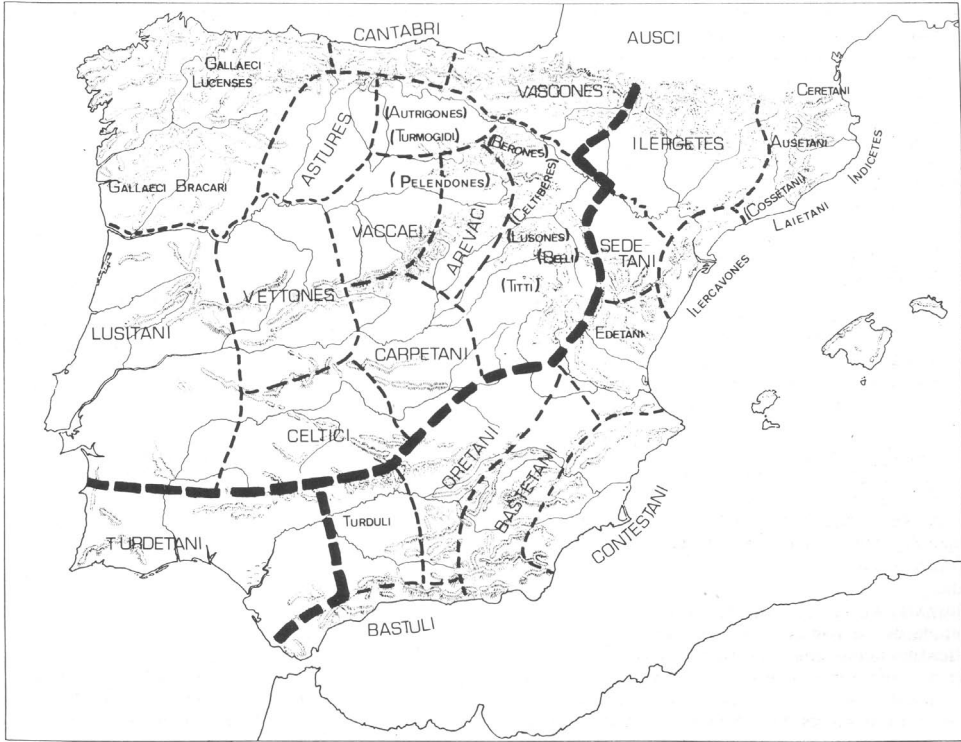 CANTABRI
AUSCI
GALLAECI
LUCENSES
VASCONES
CERETANI
(AUTRIGONES)
(TURMOGIDI)
(BERONES)
ILERGETES
AUSETANI
INDICETES
ASTURES
GALLAECI BRACARI
(PELENDONES)
(CELTIBERES)
(COSSETANI)
LAIETANI
VACCAEI
AREVACI
(LUSONES)
(BELLI)
SEDE
TANI
(TITTI)
VETTONES
ILERCAVONES
LUSITANI
EDETANI
CARPETANI
CELTICI
ORETANI
BASTETANI
CONTESTANI
TURDULI
TURDETANI
BASTULI